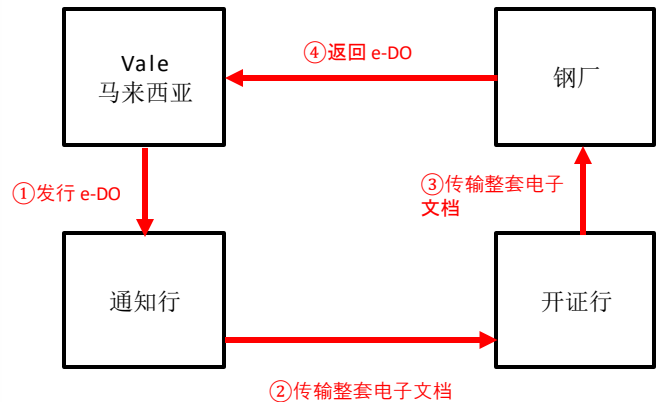 Vale
马来西亚
④返回 e-DO
钢厂
①发行 e-DO
③传输整套电子
文档
通知行
开证行
②传输整套电子文档